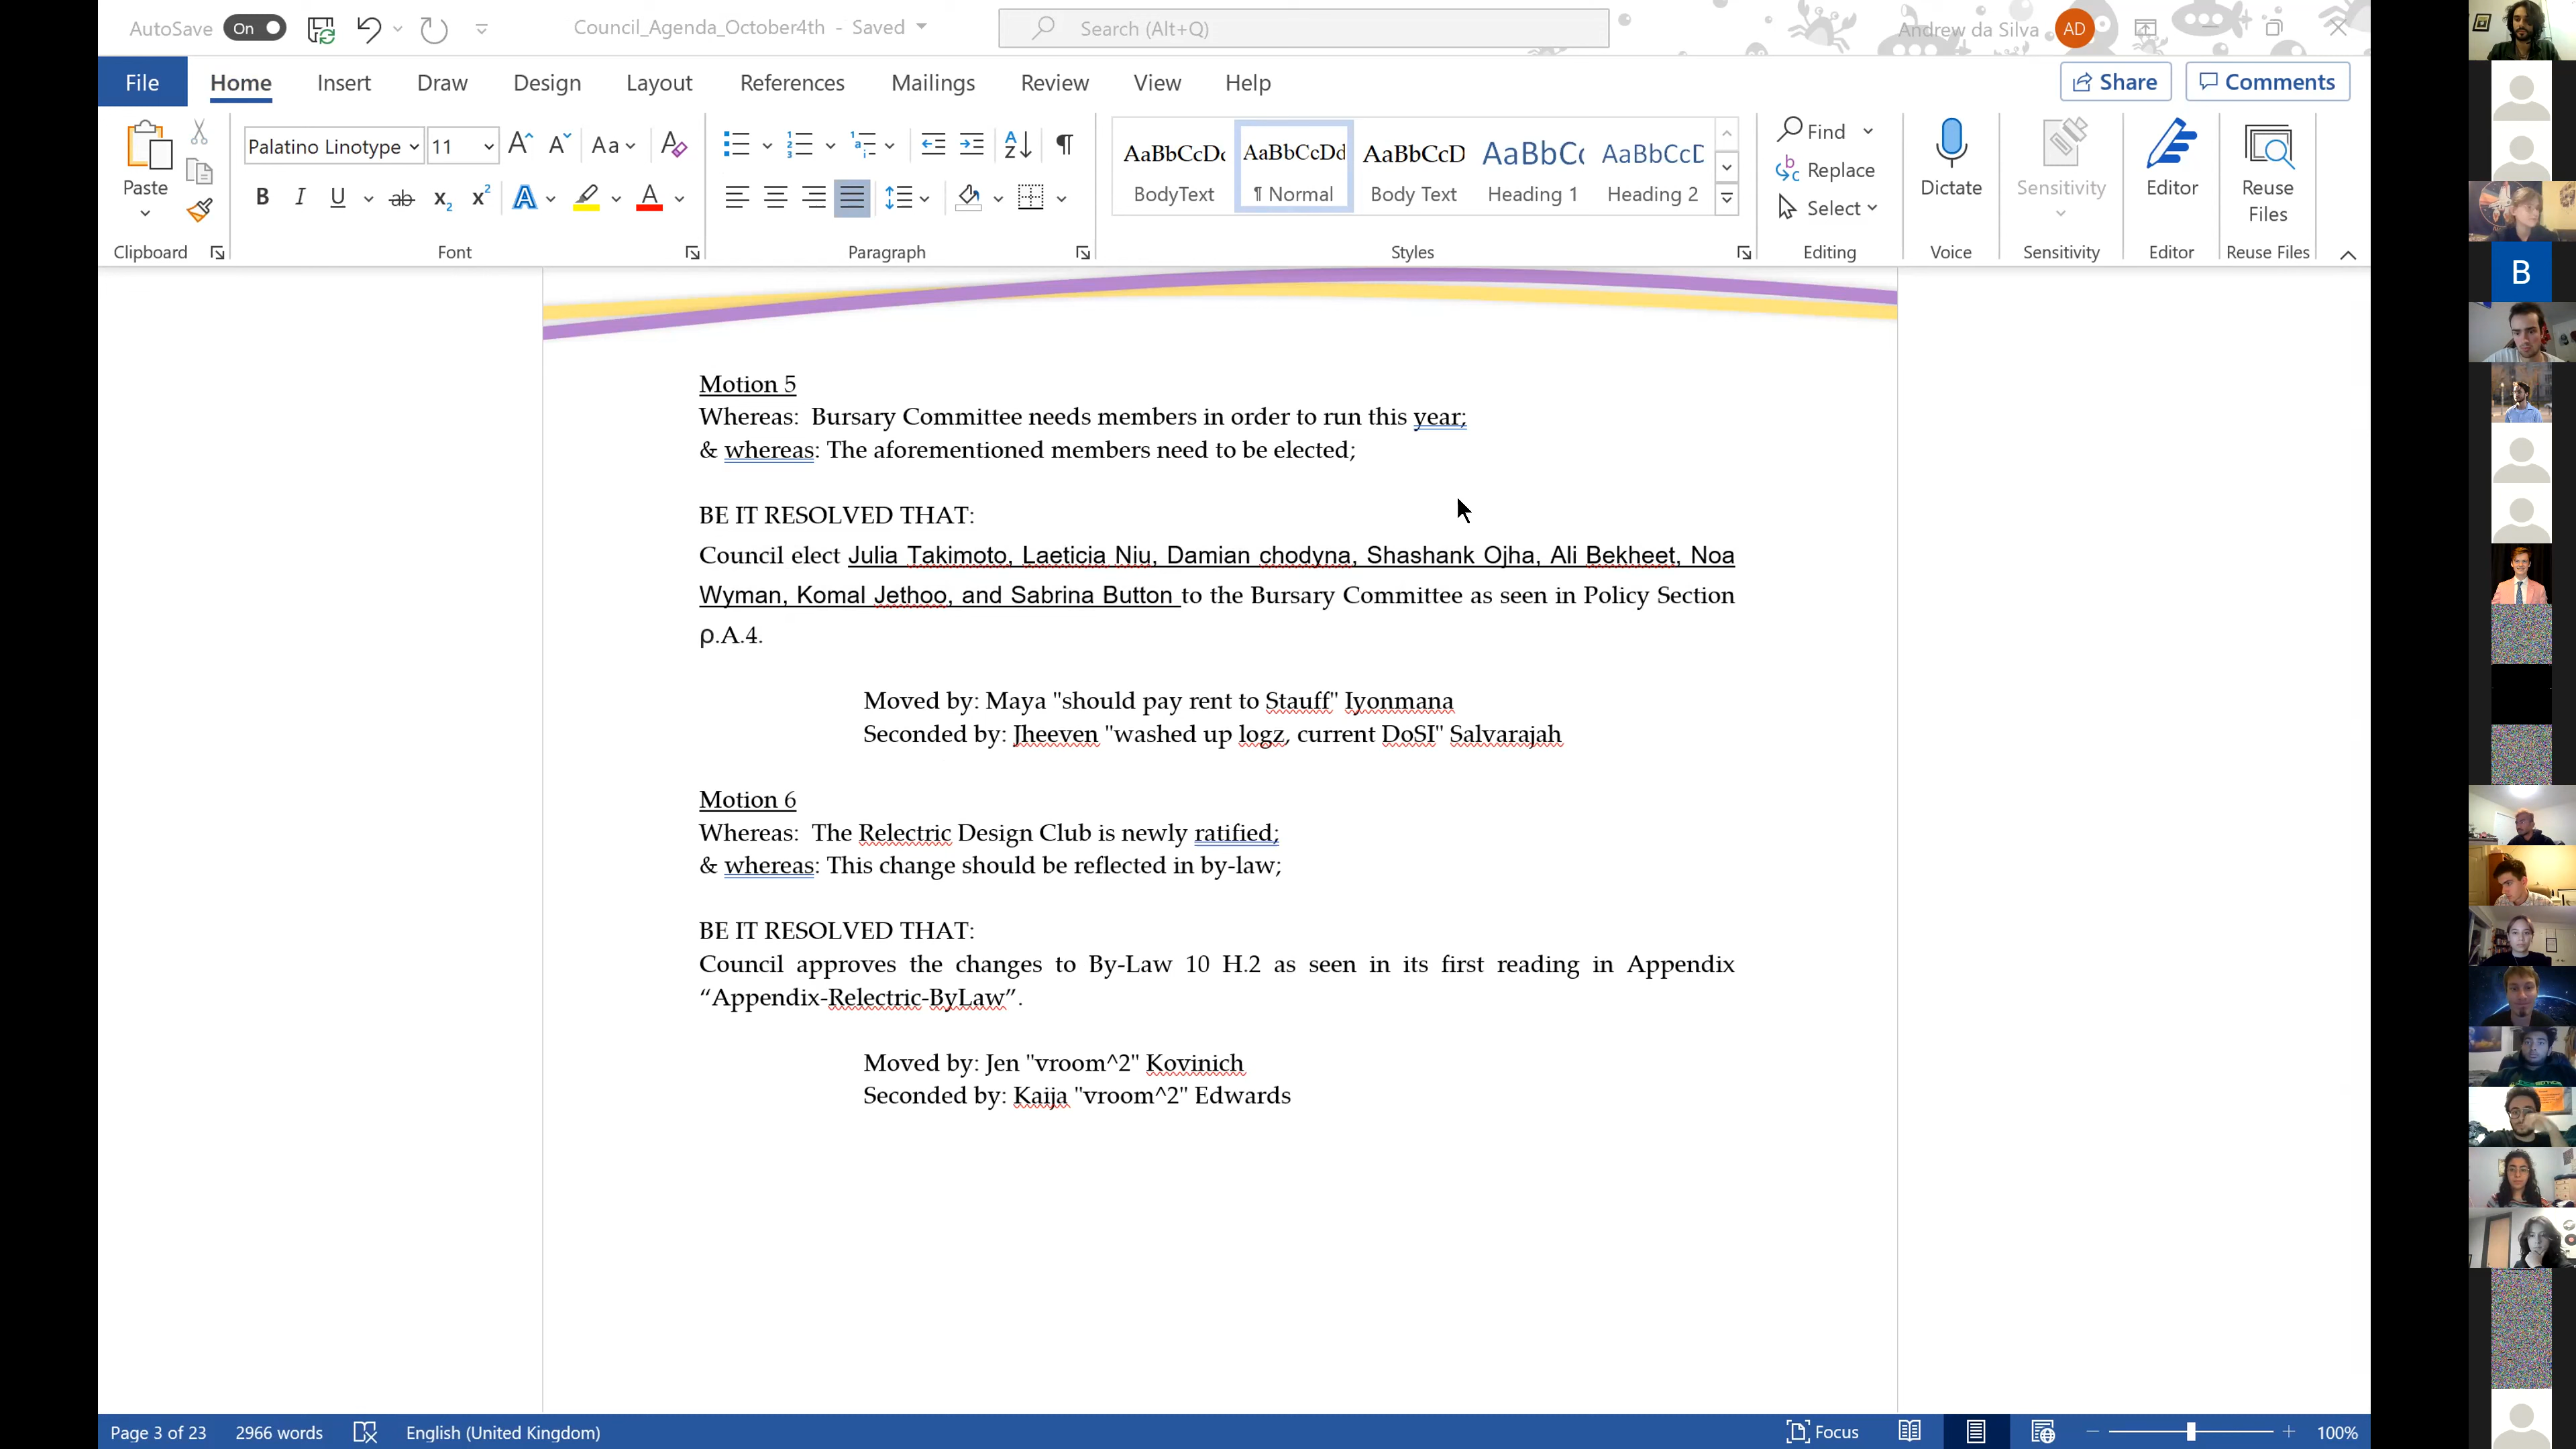 AutoSave On Council_Agenda_October4th - Saved Search (Alt+Q) Andrew da Silva AD
File Home Insert Draw Design Layout References Mailings Review View Help Share Comments
Paste
Clipboard
Palatino Linotype 11
Font
Paragraph
AaBbCcDc AaBbCcDd AaBbCcD AaBbCc AaBbCcD
BodyText ¶ Normal Body Text Heading 1 Heading 2
Styles
Find
Replace
Select
Editing
Dictate
Voice
Sensitivity
Sensitivity
Editor
Editor
Reuse
Files
Reuse Files
B
Motion 5
Whereas: Bursary Committee needs members in order to run this year;
& whereas: The aforementioned members need to be elected;
BE IT RESOLVED THAT:
Council elect Julia Takimoto, Laeticia Niu, Damian chodyna, Shashank Ojha, Ali Bekheet, Noa
Wyman, Komal Jethoo, and Sabrina Button to the Bursary Committee as seen in Policy Section
ρ.A.4.
Moved by: Maya "should pay rent to Stauff" Iyonmana
Seconded by: Jheeven "washed up logz, current DoSI" Salvarajah
Motion 6
Whereas: The Relectric Design Club is newly ratified;
& whereas: This change should be reflected in by-law;
BE IT RESOLVED THAT:
Council approves the changes to By-Law 10 H.2 as seen in its first reading in Appendix
“Appendix-Relectric-ByLaw”.
Moved by: Jen "vroom^2" Kovinich
Seconded by: Kaija "vroom^2" Edwards
Page 3 of 23 2966 words English (United Kingdom) Focus 100%